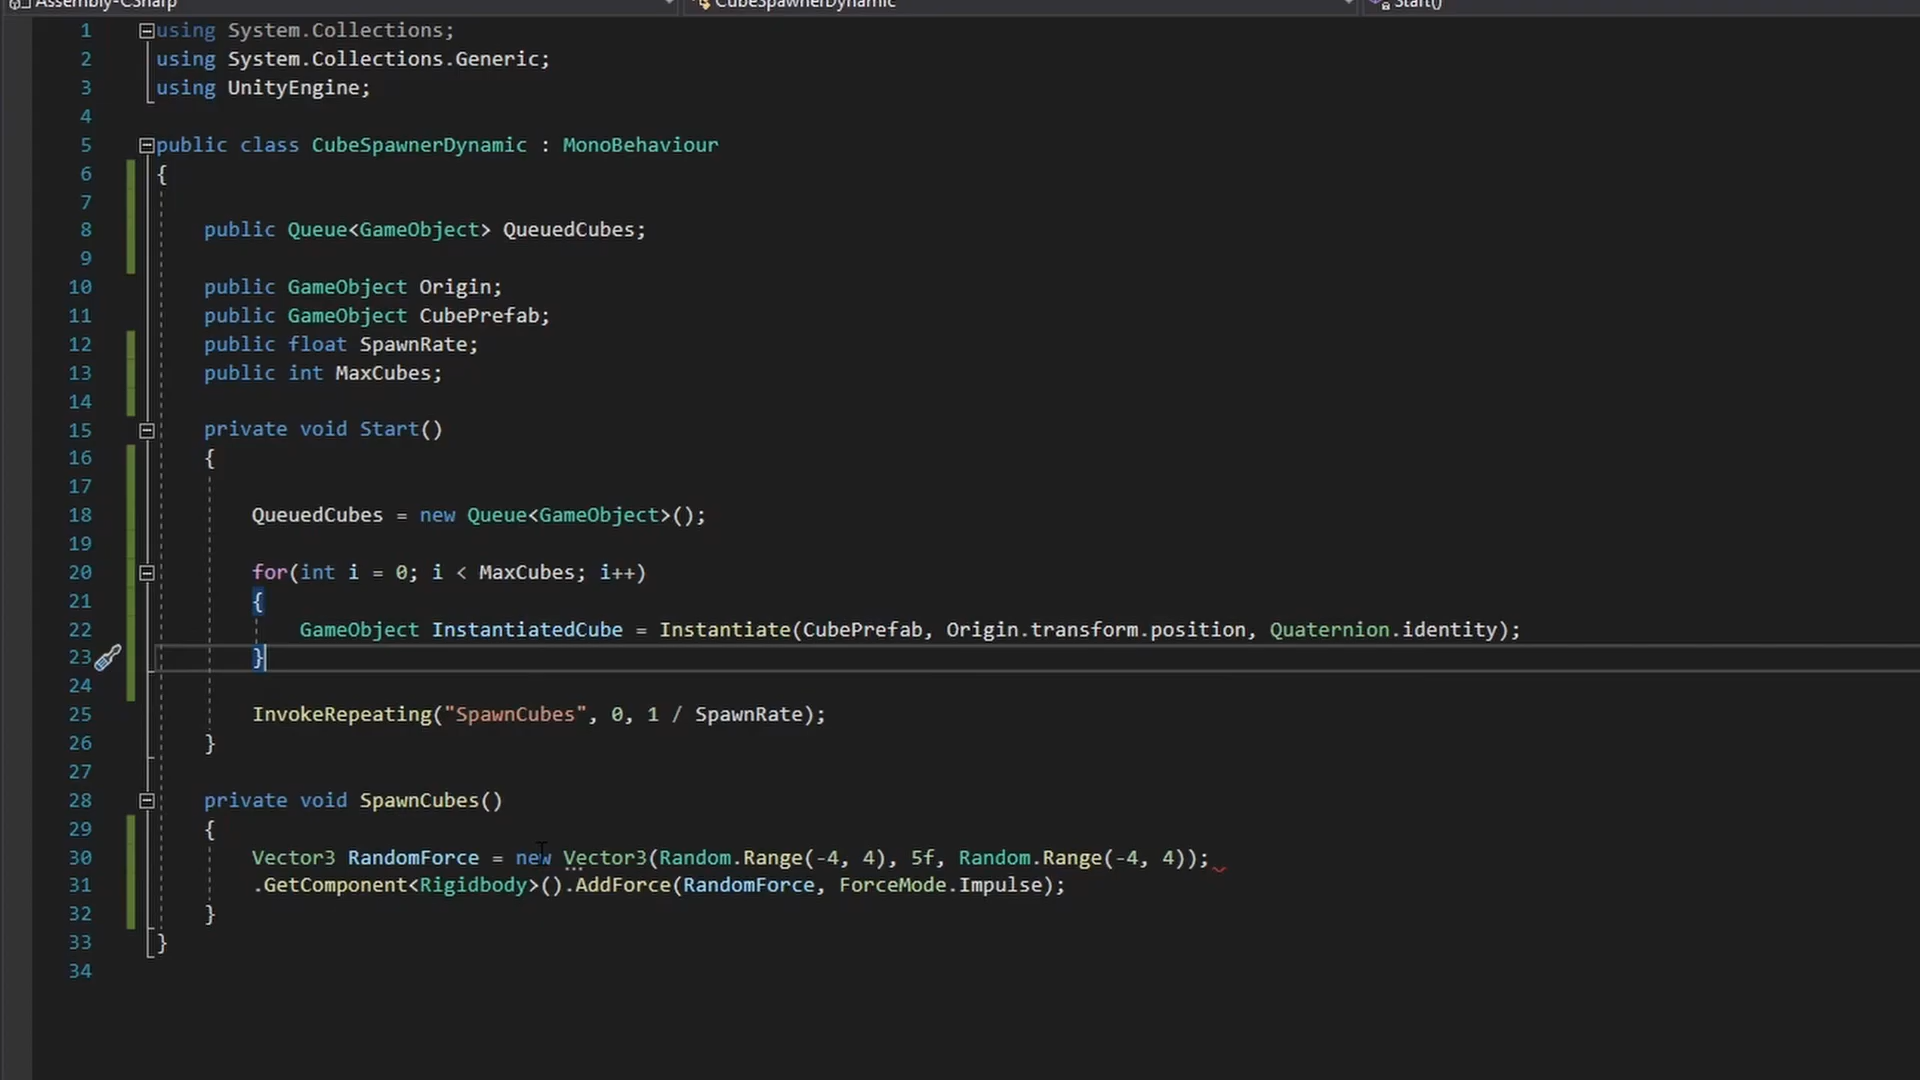 Assembly-CSharp CubeSpawnerDynamic Start()
1 using System.Collections;
2 using System.Collections.Generic;
3 using UnityEngine;
4
5 public class CubeSpawnerDynamic : MonoBehaviour
6 {
7
8 public Queue<GameObject> QueuedCubes;
9
10 public GameObject Origin;
11 public GameObject CubePrefab;
12 public float SpawnRate;
13 public int MaxCubes;
14
15 private void Start()
16 {
17
18 QueuedCubes = new Queue<GameObject>();
19
20 for(int i = 0; i < MaxCubes; i++)
21 {
22 GameObject InstantiatedCube = Instantiate(CubePrefab, Origin.transform.position, Quaternion.identity);
23 }
24
25 InvokeRepeating("SpawnCubes", 0, 1 / SpawnRate);
26 }
27
28 private void SpawnCubes()
29 {
30 Vector3 RandomForce = new Vector3(Random.Range(-4, 4), 5f, Random.Range(-4, 4));
31 .GetComponent<Rigidbody>().AddForce(RandomForce, ForceMode.Impulse);
32 }
33 }
34